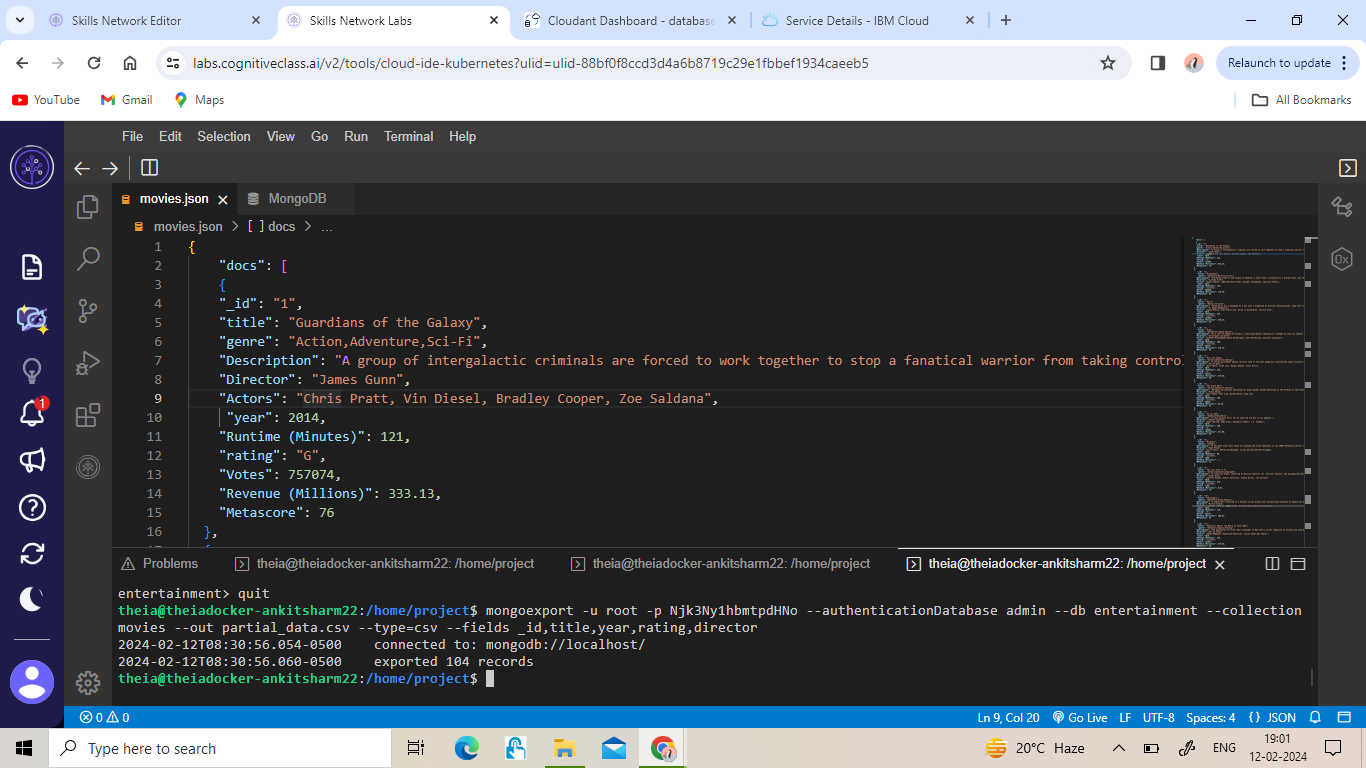 Skills Network Editor
Skills Network Labs
Cloudant Dashboard - database
Service Details - IBM Cloud
labs.cognitiveclass.ai/v2/tools/cloud-ide-kubernetes?ulid=ulid-88bf0f8ccd3d4a6b8719c29e1fbbef1934caeeb5
Relaunch to update
YouTube
Gmail
Maps
All Bookmarks
File Edit Selection View Go Run Terminal Help
movies.json
MongoDB
movies.json > [ ] docs > ...
1 {
2 "docs": [
3 {
4 "_id": "1",
5 "title": "Guardians of the Galaxy",
6 "genre": "Action,Adventure,Sci-Fi",
7 "Description": "A group of intergalactic criminals are forced to work together to stop a fanatical warrior from taking contro
8 "Director": "James Gunn",
9 "Actors": "Chris Pratt, Vin Diesel, Bradley Cooper, Zoe Saldana",
10 "year": 2014,
11 "Runtime (Minutes)": 121,
12 "rating": "G",
13 "Votes": 757074,
14 "Revenue (Millions)": 333.13,
15 "Metascore": 76
16 },
0x
1
Problems
theia@theiadocker-ankitsharm22: /home/project
theia@theiadocker-ankitsharm22: /home/project
theia@theiadocker-ankitsharm22: /home/project
entertainment> quit
theia@theiadocker-ankitsharm22:/home/project$ mongoexport -u root -p Njk3Ny1hbmtpdHNo --authenticationDatabase admin --db entertainment --collection
movies --out partial_data.csv --type=csv --fields _id,title,year,rating,director
2024-02-12T08:30:56.054-0500 connected to: mongodb://localhost/
2024-02-12T08:30:56.060-0500 exported 104 records
theia@theiadocker-ankitsharm22:/home/project$
0 0
Ln 9, Col 20 Go Live LF UTF-8 Spaces: 4 {} JSON
Type here to search
20°C Haze
ENG
19:01
12-02-2024